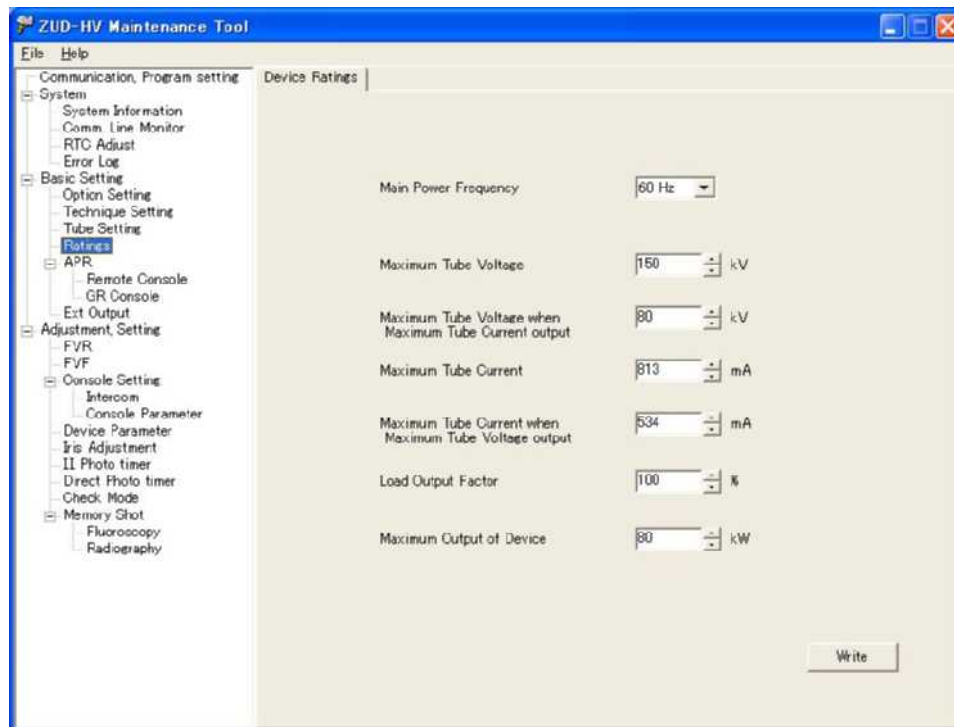 ZUD-HV Maintenance Tool
File Help
Communication, Program setting
System
System Information
Comm. Line Monitor
RTC Adjust
Error Log
Basic Setting
Option Setting
Technique Setting
Tube Setting
Ratings
APR
Remote Console
GR Console
Ext Output
Adjustment, Setting
FVR
FVF
Console Setting
Intercom
Console Parameter
Device Parameter
Iris Adjustment
II Photo timer
Direct Photo timer
Check Mode
Memory Shot
Fluoroscopy
Radiography
Device Ratings
Main Power Frequency 60 Hz
Maximum Tube Voltage 150 kV
Maximum Tube Voltage when
Maximum Tube Current output 80 kV
Maximum Tube Current 813 mA
Maximum Tube Current when
Maximum Tube Voltage output 534 mA
Load Output Factor 100 %
Maximum Output of Device 80 kW
Write